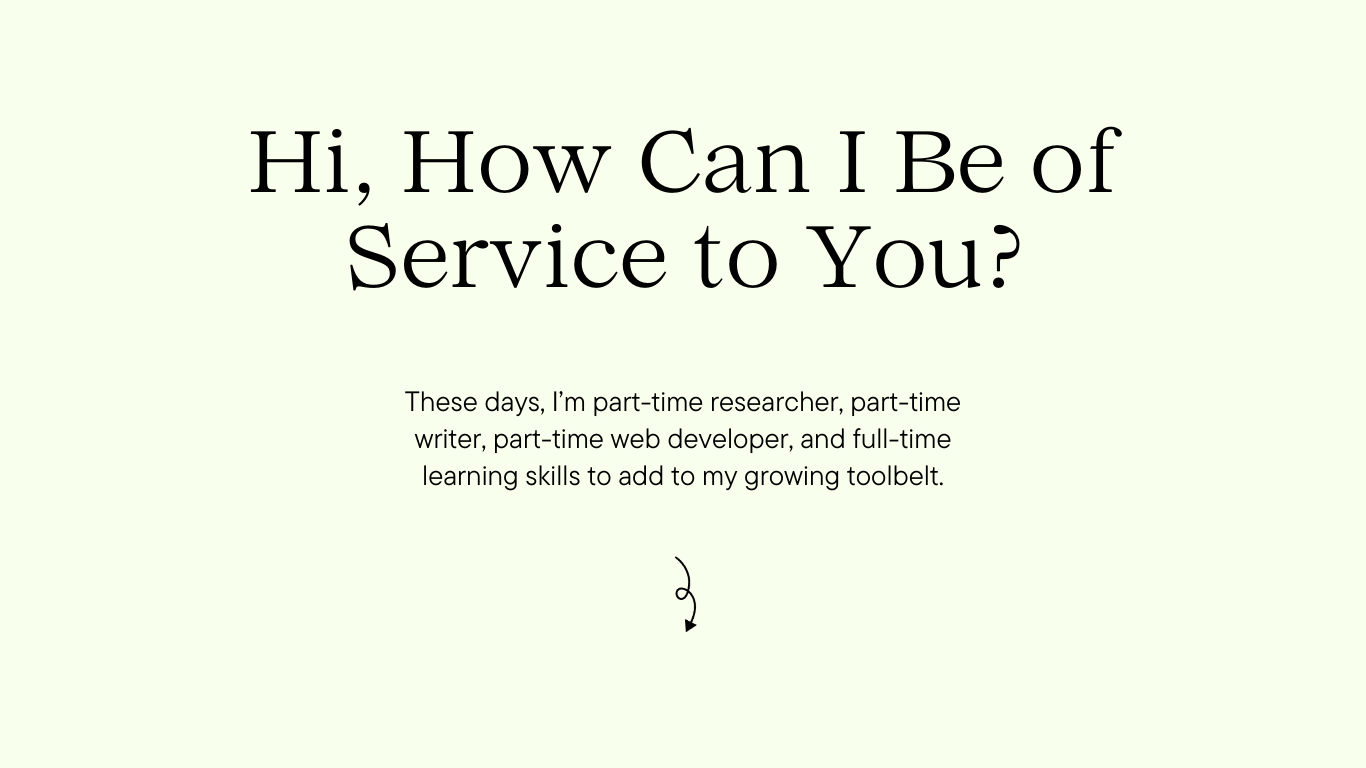 Hi, How Can I Be of
Service to You?
These days, I’m part-time researcher, part-time
writer, part-time web developer, and full-time
learning skills to add to my growing toolbelt.